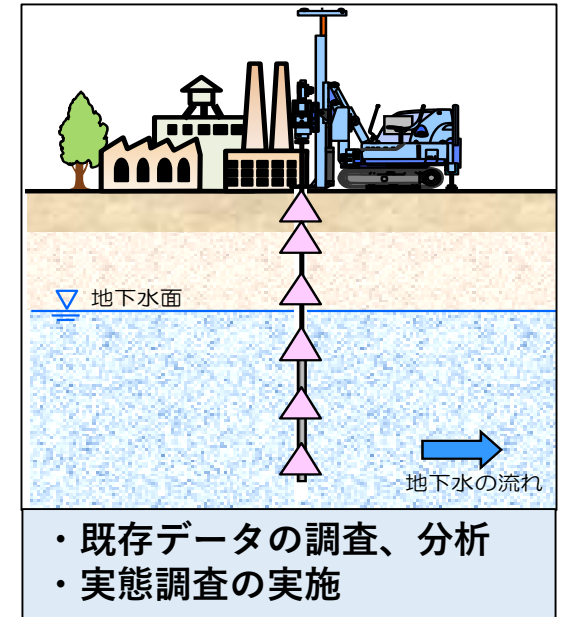 地下水面
地下水の流れ
・既存データの調査、分析
・実態調査の実施